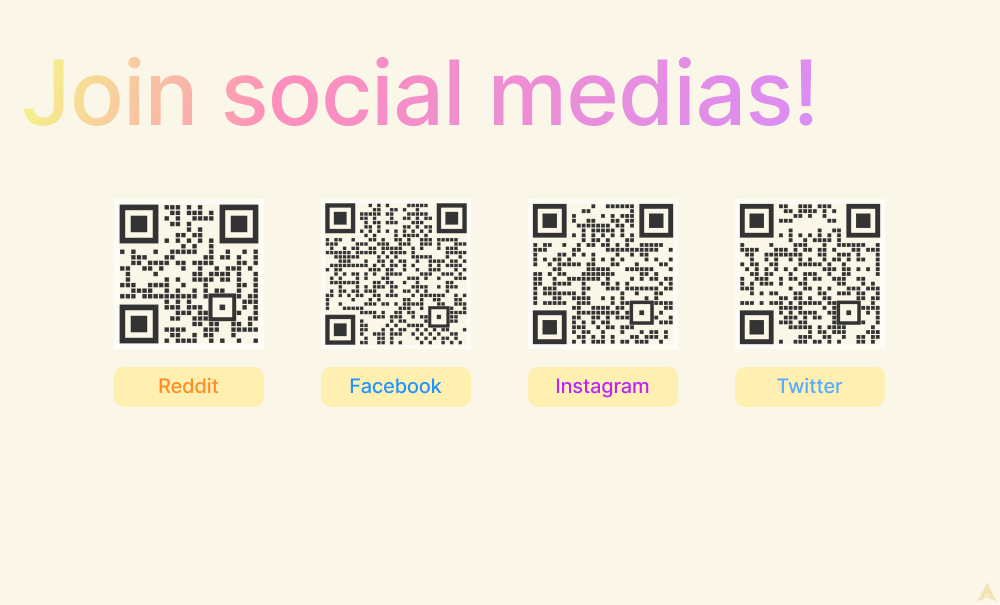 Join social medias!
Reddit
Facebook
Instagram
Twitter